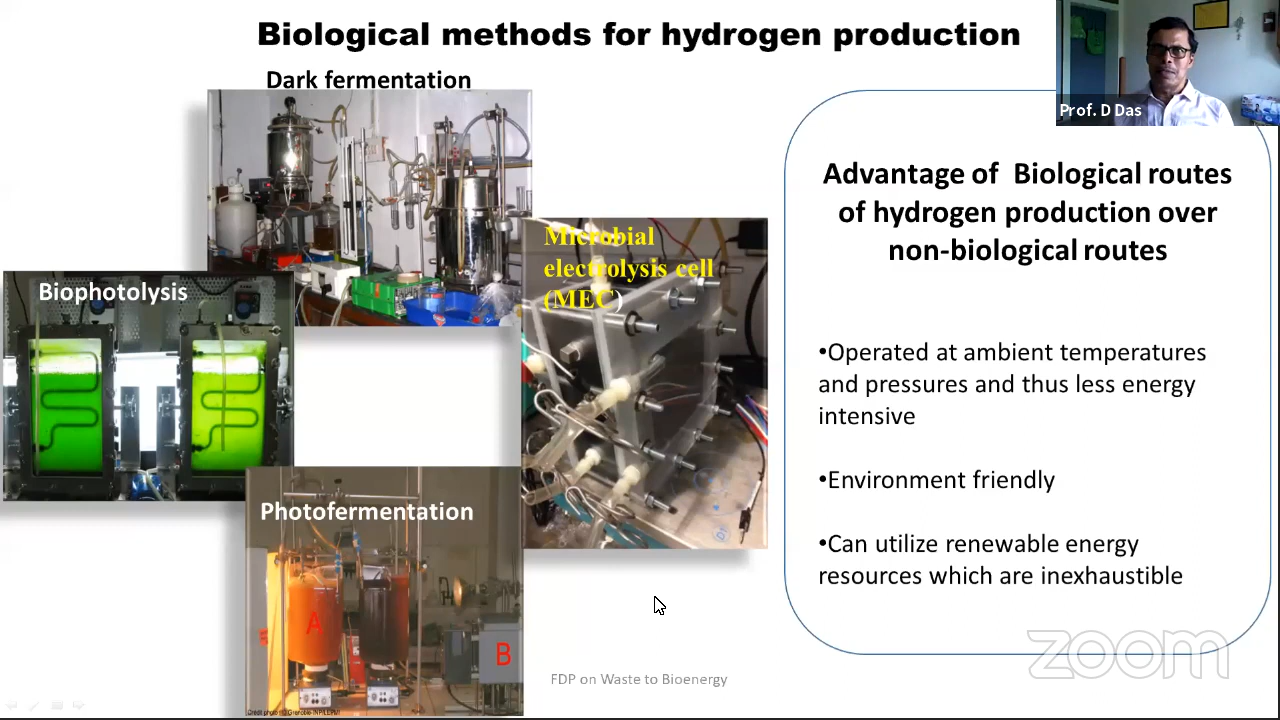 Biological methods for hydrogen production
Dark fermentation
Prof. D Das
Microbial
electrolysis cell
(MEC)
Biophotolysis
Photofermentation
A
B
Advantage of Biological routes
of hydrogen production over
non-biological routes
•Operated at ambient temperatures
and pressures and thus less energy
intensive
•Environment friendly
•Can utilize renewable energy
resources which are inexhaustible
zoom
FDP on Waste to Bioenergy